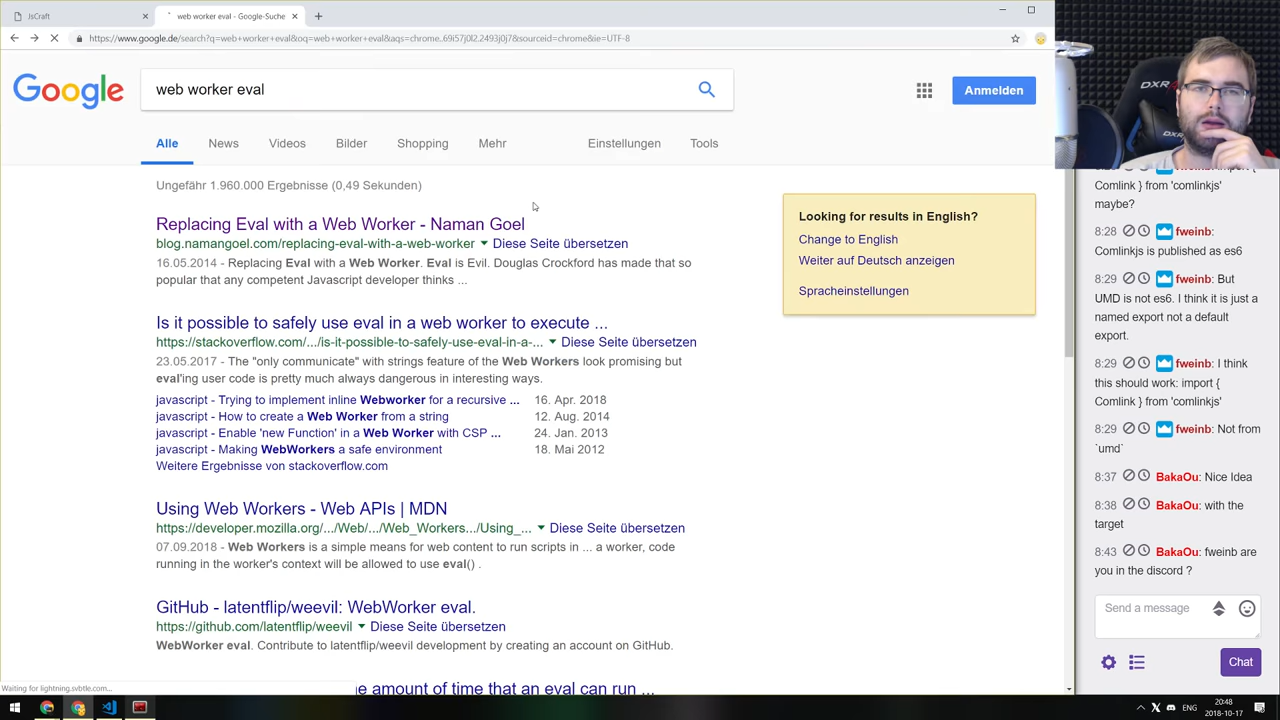 JsCraft
web worker eval - Google-Suche
https://www.google.de/search?q=web+worker+eval&oq=web+worker+eval&aqs=chrome..69i57j0l2.2493j0j7&sourceid=chrome&ie=UTF-8
Google
web worker eval
Anmelden
Alle News Videos Bilder Shopping Mehr Einstellungen Tools
Ungefähr 1.960.000 Ergebnisse (0,49 Sekunden)
Replacing Eval with a Web Worker - Naman Goel
blog.namangoel.com/replacing-eval-with-a-web-worker Diese Seite übersetzen
16.05.2014 - Replacing Eval with a Web Worker. Eval is Evil. Douglas Crockford has made that so
popular that any competent Javascript developer thinks ...
Is it possible to safely use eval in a web worker to execute ...
https://stackoverflow.com/.../is-it-possible-to-safely-use-eval-in-a-... Diese Seite übersetzen
23.05.2017 - The "only communicate" with strings feature of the Web Workers look promising but
eval'ing user code is pretty much always dangerous in interesting ways.
javascript - Trying to implement inline Webworker for a recursive ... 16. Apr. 2018
javascript - How to create a Web Worker from a string 12. Aug. 2014
javascript - Enable 'new Function' in a Web Worker with CSP ... 24. Jan. 2013
javascript - Making WebWorkers a safe environment 18. Mai 2012
Weitere Ergebnisse von stackoverflow.com
Using Web Workers - Web APIs | MDN
https://developer.mozilla.org/.../Web/.../Web_Workers.../Using_... Diese Seite übersetzen
07.09.2018 - Web Workers is a simple means for web content to run scripts in ... a worker, code
running in the worker's context will be allowed to use eval() .
GitHub - latentflip/weevil: WebWorker eval.
https://github.com/latentflip/weevil Diese Seite übersetzen
WebWorker eval. Contribute to latentflip/weevil development by creating an account on GitHub.
e amount of time that an eval can run ...
Waiting for lightning.svbtle.com...
Looking for results in English?
Change to English
Weiter auf Deutsch anzeigen
Spracheinstellungen
DXR
DX
Comlink } from 'comlinkjs'
maybe?
8:28 fweinb:
Comlinkjs is published as es6
8:29 fweinb: But
UMD is not es6. I think it is just a
named export not a default
export.
8:29 fweinb: I think
this should work: import {
Comlink } from 'comlinkjs'
8:29 fweinb: Not from
`umd`
8:37 BakaOu: Nice Idea
8:38 BakaOu: with the
target
8:43 BakaOu: fweinb are
you in the discord ?
Send a message
Chat
ENG
20:48
2018-10-17